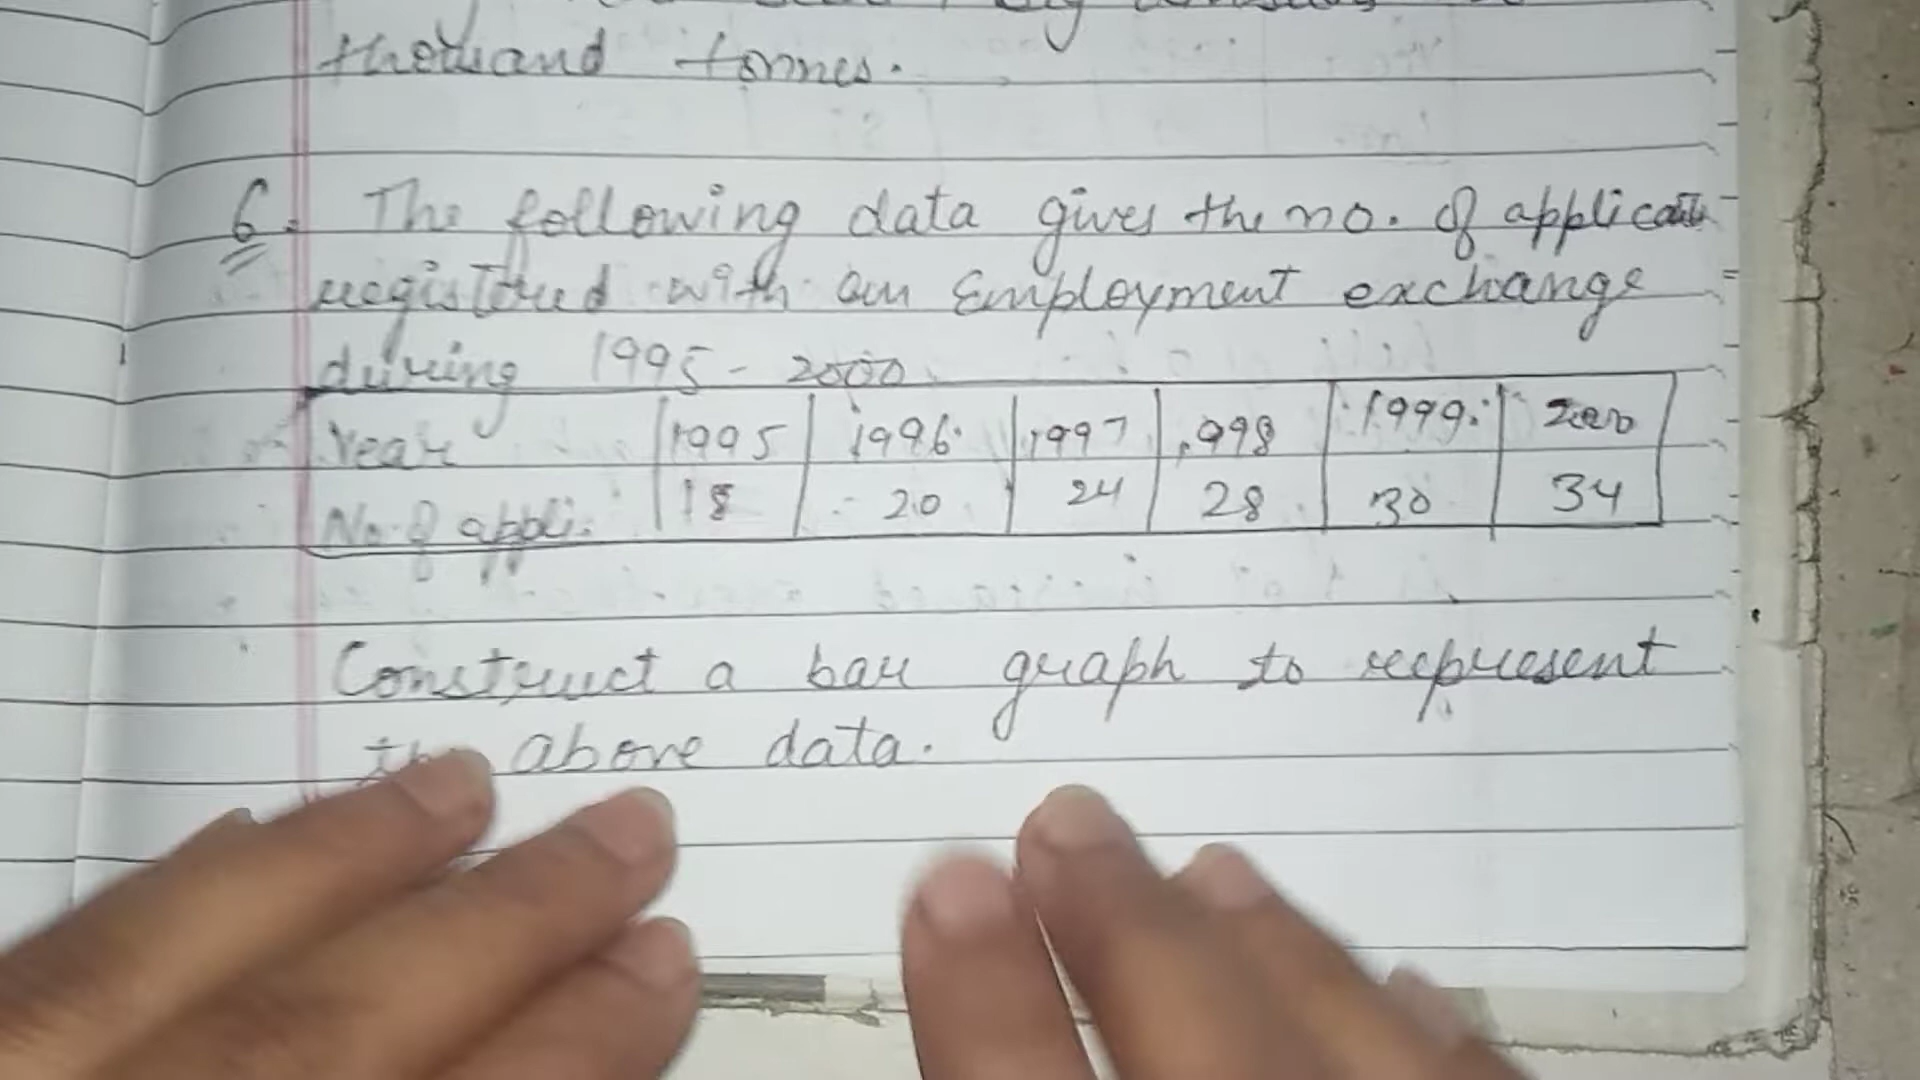 thousand tonnes.
6. The following data gives the no. of applicants
registered with an Employment exchange
during 1995 - 2000.
Year 1995 1996 1997 1998 1999 2000
No. of appli. 18 20 24 28 30 34
Construct a bar graph to represent
the above data.